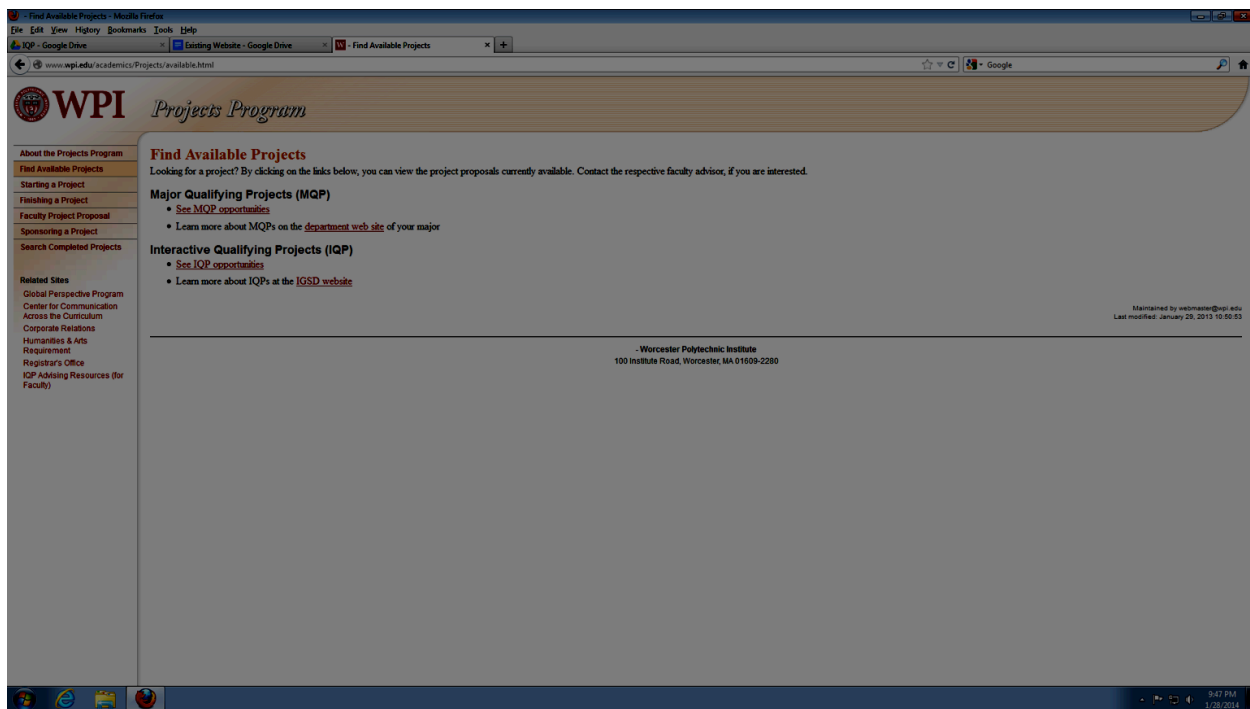 - Find Available Projects - Mozilla Firefox
File Edit View History Bookmarks Tools Help
IQP - Google Drive × Existing Website - Google Drive × W - Find Available Projects × +
www.wpi.edu/academics/Projects/available.html Google
WPI Projects Program
About the Projects Program
Find Available Projects
Starting a Project
Finishing a Project
Faculty Project Proposal
Sponsoring a Project
Search Completed Projects
Related Sites
Global Perspective Program
Center for Communication
Across the Curriculum
Corporate Relations
Humanities & Arts
Requirement
Registrar's Office
IQP Advising Resources (for
Faculty)
Find Available Projects
Looking for a project? By clicking on the links below, you can view the project proposals currently available. Contact the respective faculty advisor, if you are interested.
Major Qualifying Projects (MQP)
• See MQP opportunities
• Learn more about MQPs on the department web site of your major
Interactive Qualifying Projects (IQP)
• See IQP opportunities
• Learn more about IQPs at the IGSD website
Maintained by webmaster@wpi.edu
Last modified: January 29, 2013 10:50:53
- Worcester Polytechnic Institute
100 Institute Road, Worcester, MA 01609-2280
9:47 PM
1/28/2014